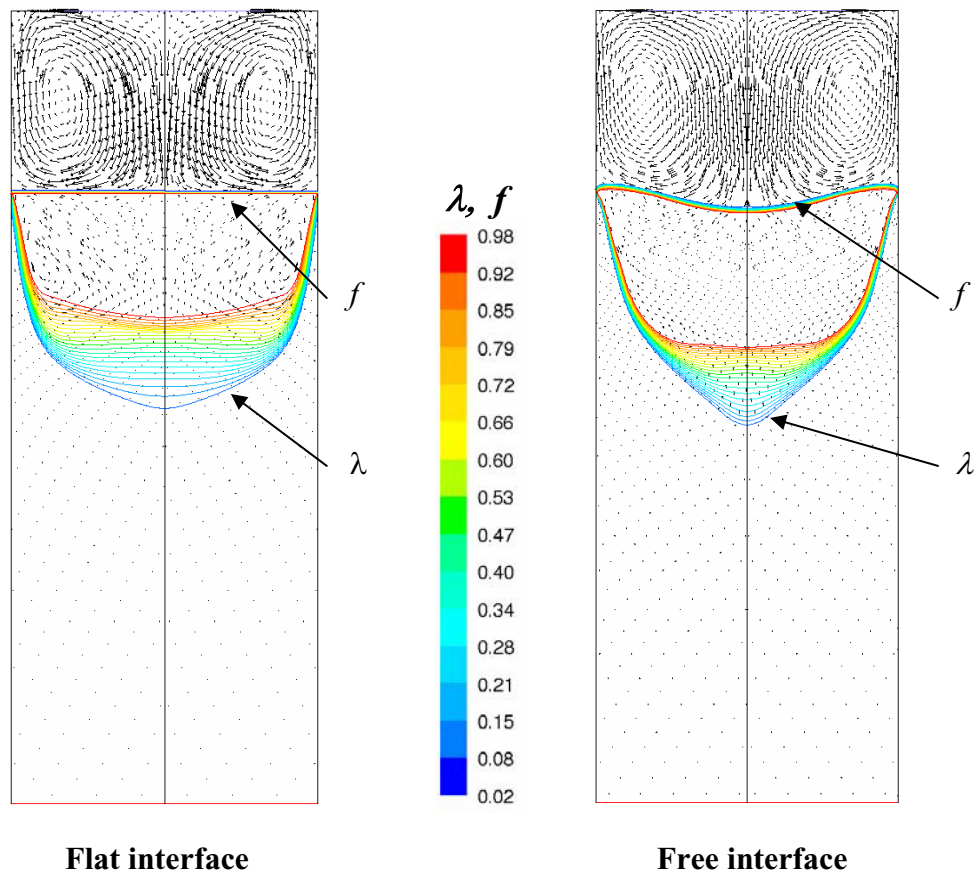 λ, f
0.98
0.92
0.85
0.79
0.72
0.66
0.60
0.53
0.47
0.40
0.34
0.28
0.21
0.15
0.08
0.02
f
λ
f
λ
Flat interface
Free interface